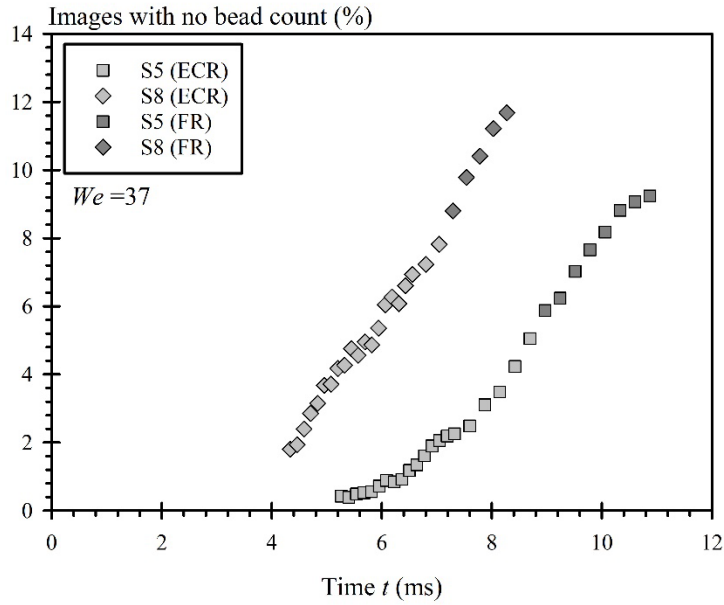 Images with no bead count (%)
14
12
10
8
6
4
2
0
S5 (ECR)
S8 (ECR)
S5 (FR)
S8 (FR)
We =37
0 2 4 6 8 10 12
Time t (ms)